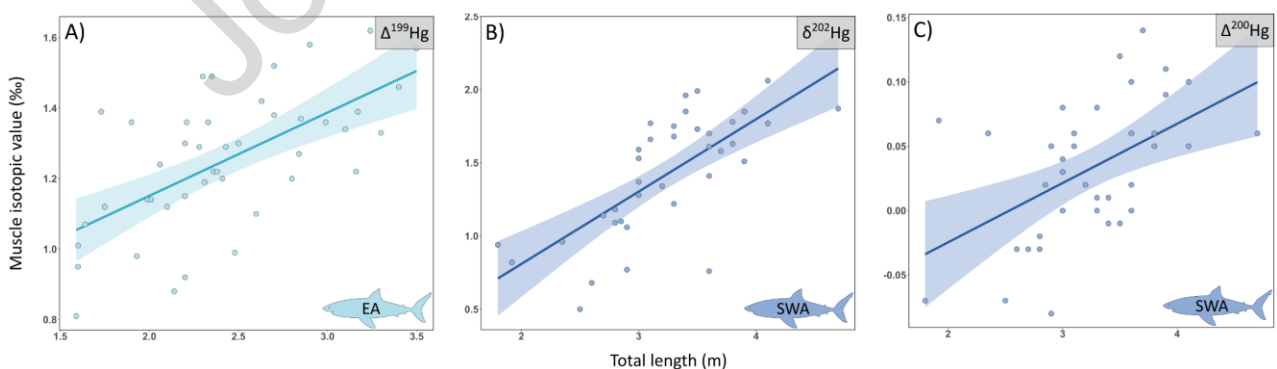 A)
Δ¹⁹⁹Hg
B)
δ²⁰²Hg
C)
Δ²⁰⁰Hg
Muscle isotopic value (‰)
1.6
1.4
1.2
1.0
0.8
1.5
2.0
2.5
3.0
3.5
EA
2.5
2.0
1.5
1.0
0.5
2
3
4
SWA
0.15
0.10
0.05
0.00
-0.05
2
3
4
SWA
Total length (m)